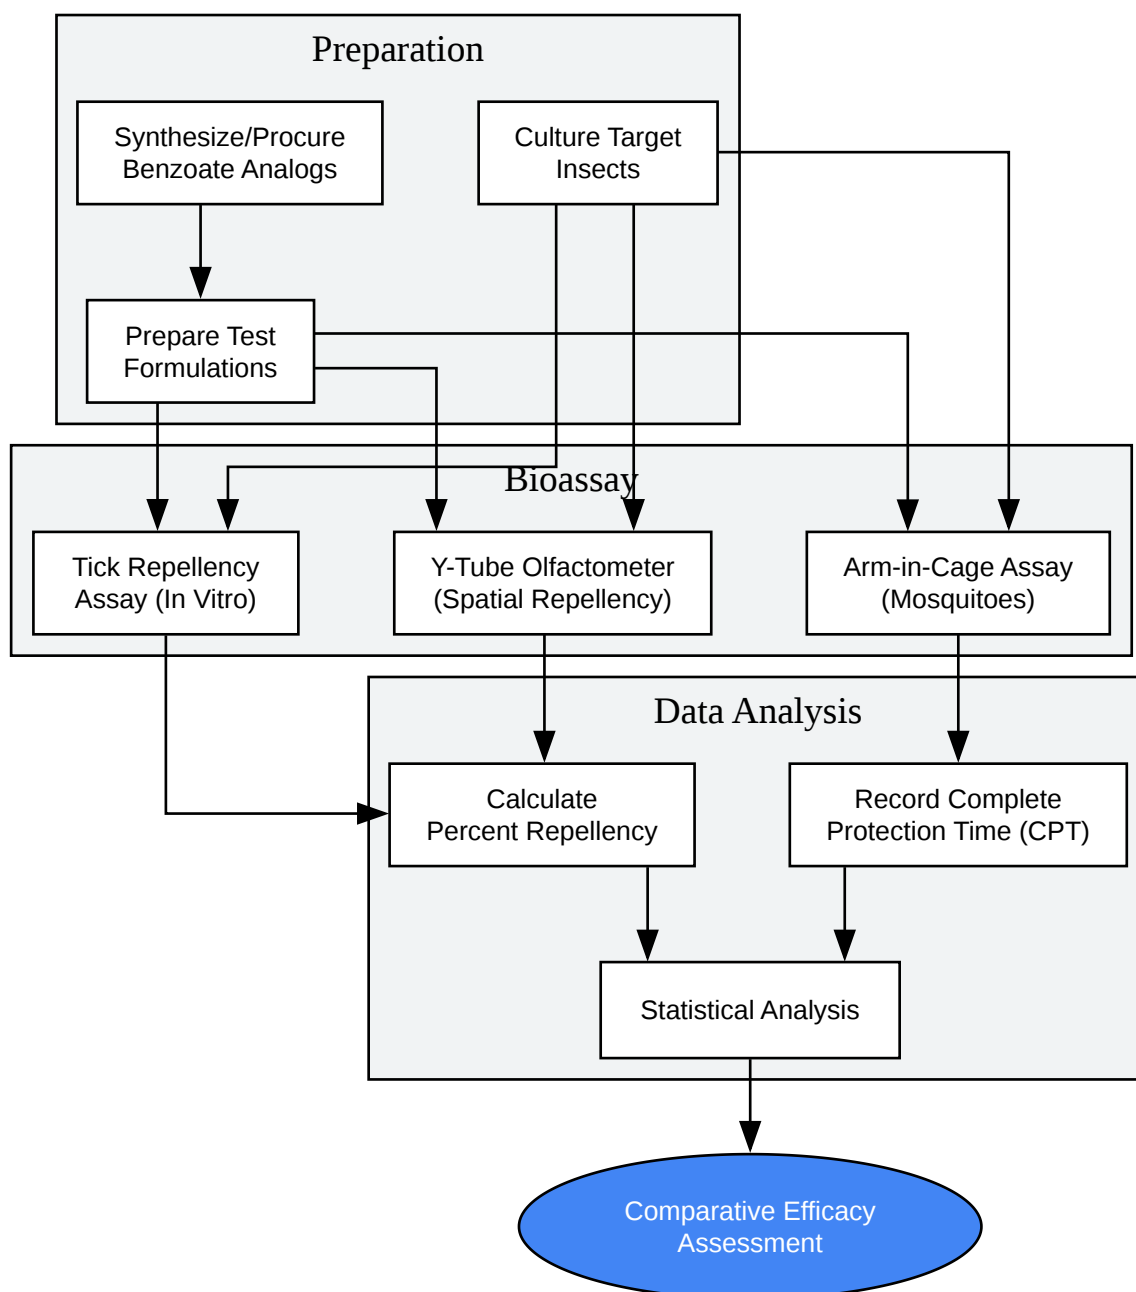 Preparation
Synthesize/Procure
Benzoate Analogs
Culture Target
Insects
Prepare Test
Formulations
Bioassay
Tick Repellency
Assay (In Vitro)
Y-Tube Olfactometer
(Spatial Repellency)
Arm-in-Cage Assay
(Mosquitoes)
Data Analysis
Calculate
Percent Repellency
Record Complete
Protection Time (CPT)
Statistical Analysis
Comparative Efficacy
Assessment